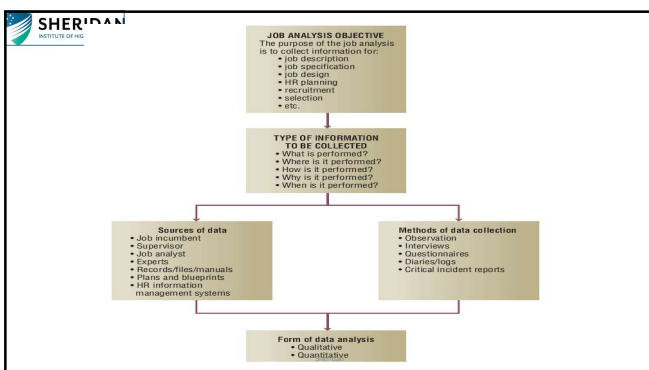 SHERIDAN
INSTITUTE OF HIG
JOB ANALYSIS OBJECTIVE
The purpose of the job analysis
is to collect information for:
• job description
• job specification
• job design
• HR planning
• recruitment
• selection
• etc.
TYPE OF INFORMATION
TO BE COLLECTED
• What is performed?
• Where is it performed?
• How is it performed?
• Why is it performed?
• When is it performed?
Sources of data
• Job incumbent
• Supervisor
• Job analyst
• Experts
• Records/files/manuals
• Plans and blueprints
• HR information
management systems
Methods of data collection
• Observation
• Interviews
• Questionnaires
• Diaries/logs
• Critical incident reports
Form of data analysis
• Qualitative
• Quantitative